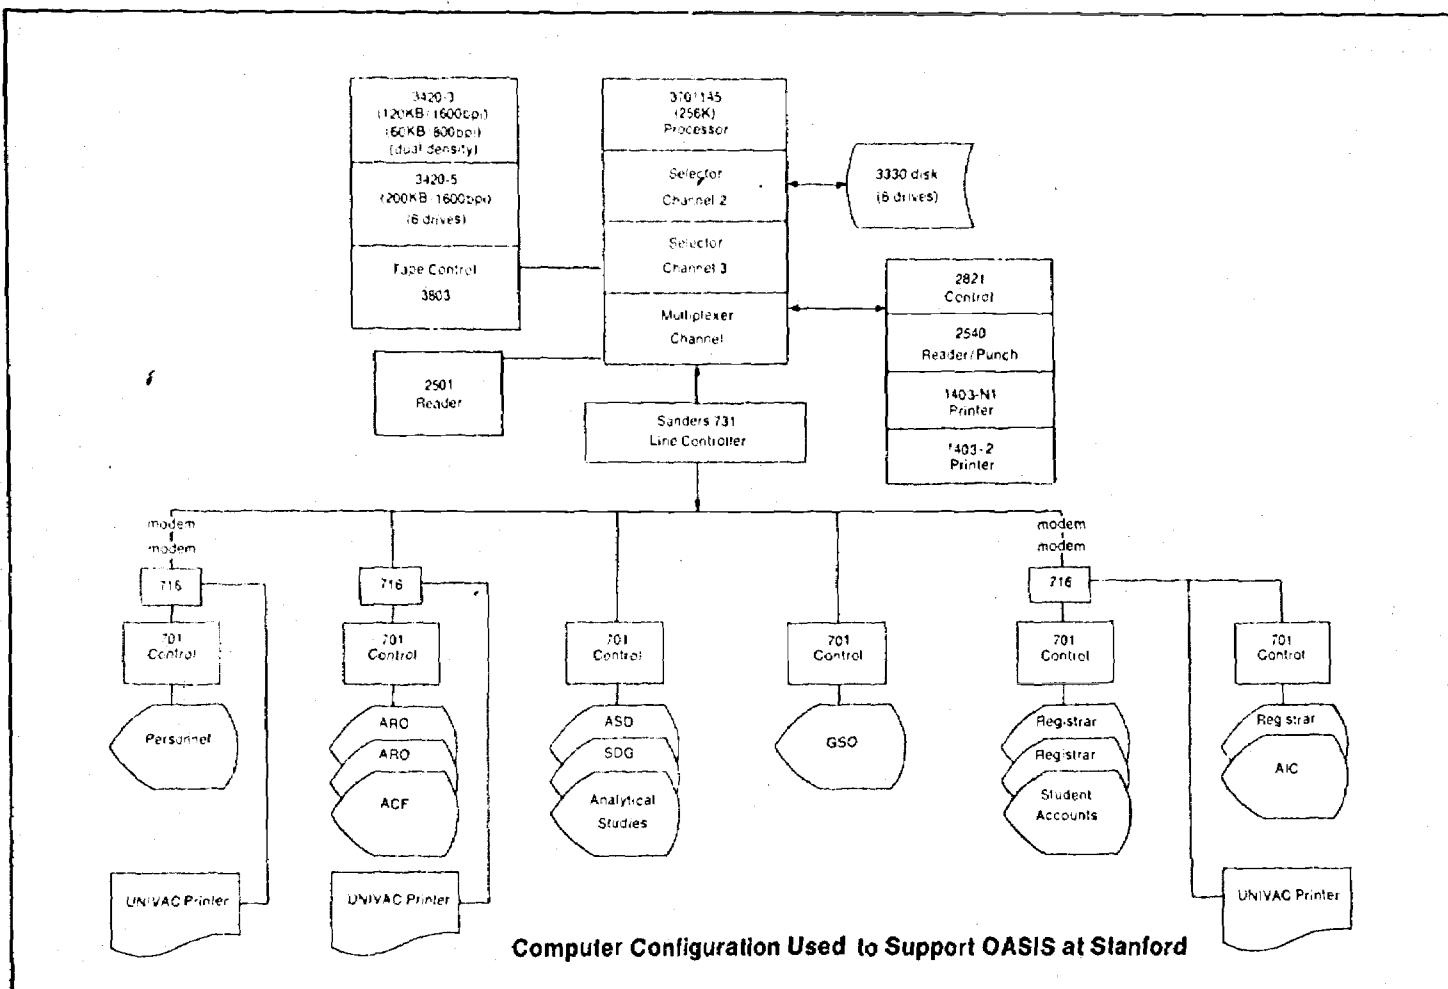 3420-3
(120KB/1600bpi)
(60KB/800bpi)
(dual density)
3420-5
(200KB/1600bpi)
(6 drives)
Tape Control
3803
370/145
(256K)
Processor
Selector
Channel 2
Selector
Channel 3
Multiplexer
Channel
3330 disk
(6 drives)
2821
Control
2540
Reader/Punch
1403-N1
Printer
1403-2
Printer
2501
Reader
Sanders 731
Line Controller
modem
modem
modem
modem
716
716
716
701
Control
701
Control
701
Control
701
Control
701
Control
701
Control
Personnel
ARO
ARO
ACF
ASD
SDG
Analytical
Studies
GSO
Registrar
Registrar
Student
Accounts
Registrar
AIC
UNIVAC Printer
UNIVAC Printer
UNIVAC Printer
Computer Configuration Used to Support OASIS at Stanford